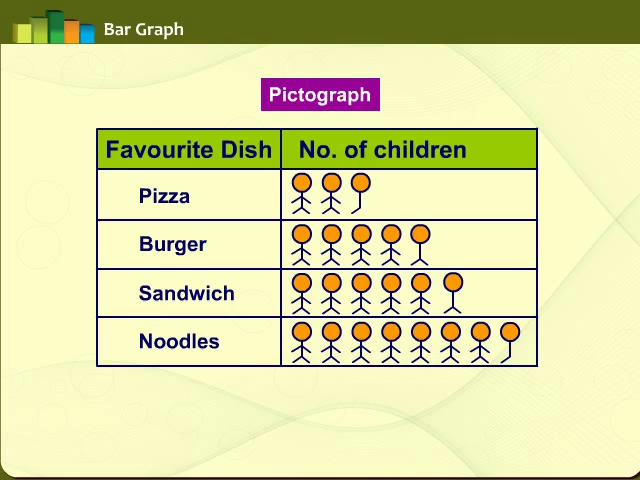 Bar Graph
Pictograph
Favourite Dish No. of children
Pizza
Burger
Sandwich
Noodles